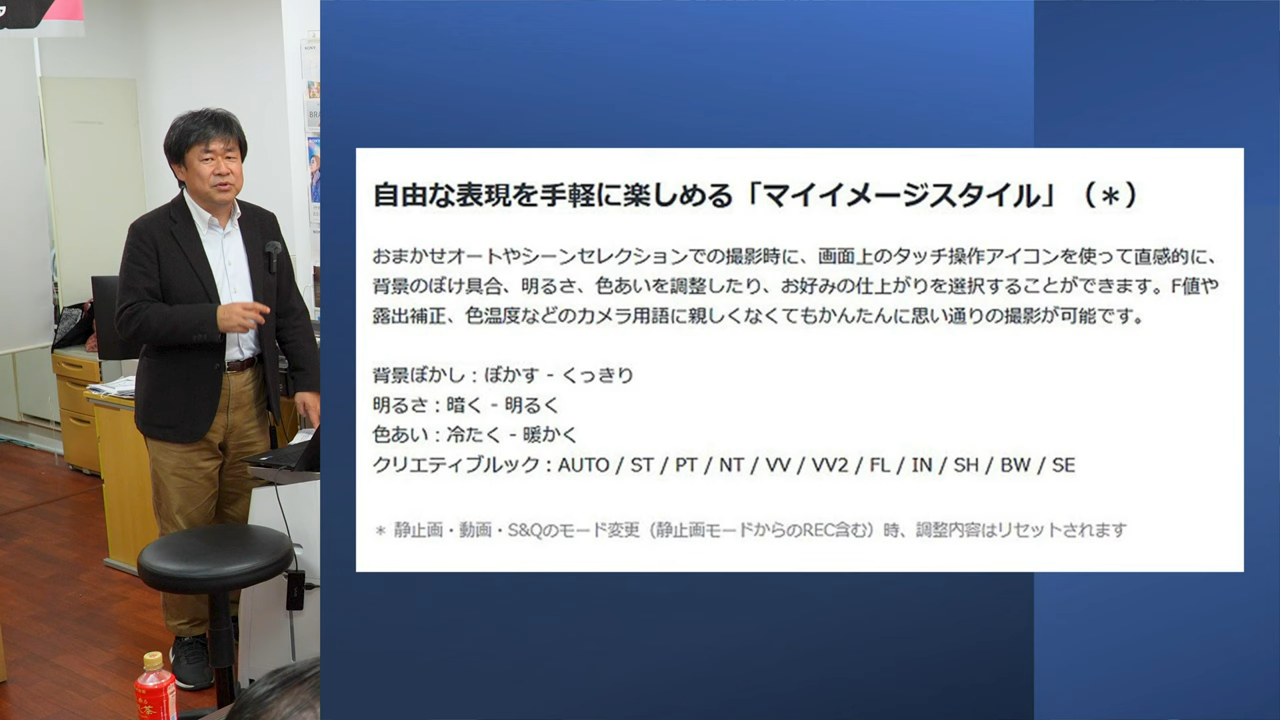 自由な表現を手軽に楽しめる「マイイメージスタイル」（＊）
おまかせオートやシーンセレクションでの撮影時に、画面上のタッチ操作アイコンを使って直感的に、
背景のぼけ具合、明るさ、色あいを調整したり、お好みの仕上がりを選択することができます。F値や
露出補正、色温度などのカメラ用語に親しくなくてもかんたんに思い通りの撮影が可能です。
背景ぼかし：ぼかす - くっきり
明るさ：暗く - 明るく
色あい：冷たく - 暖かく
クリエイティブルック：AUTO / ST / PT / NT / VV / VV2 / FL / IN / SH / BW / SE
＊ 静止画・動画・S&Qのモード変更（静止画モードからのREC含む）時、調整内容はリセットされます